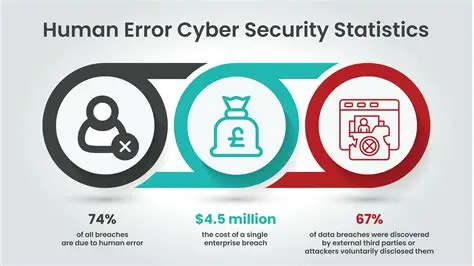 Human Error Cyber Security Statistics
£
74%
of all breaches
are due to human error
$4.5 million
the cost of a single
enterprise breach
67%
of data breaches were discovered
by external third parties or
attackers voluntarily disclosed them